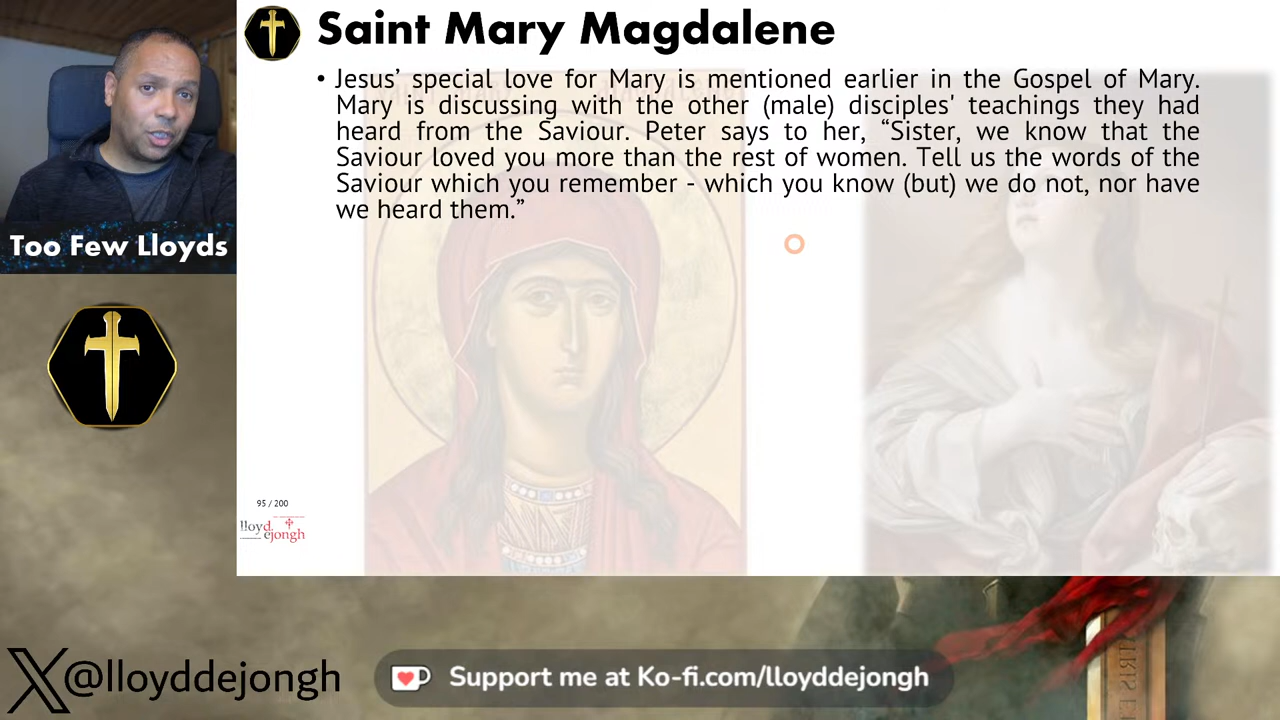 Saint Mary Magdalene
• Jesus’ special love for Mary is mentioned earlier in the Gospel of Mary.
Mary is discussing with the other (male) disciples' teachings they had
heard from the Saviour. Peter says to her, “Sister, we know that the
Saviour loved you more than the rest of women. Tell us the words of the
Saviour which you remember - which you know (but) we do not, nor have
we heard them.”
Too Few Lloyds
95 / 200
lloyd
ejongh
X@lloyddejongh
Support me at Ko-fi.com/lloyddejongh